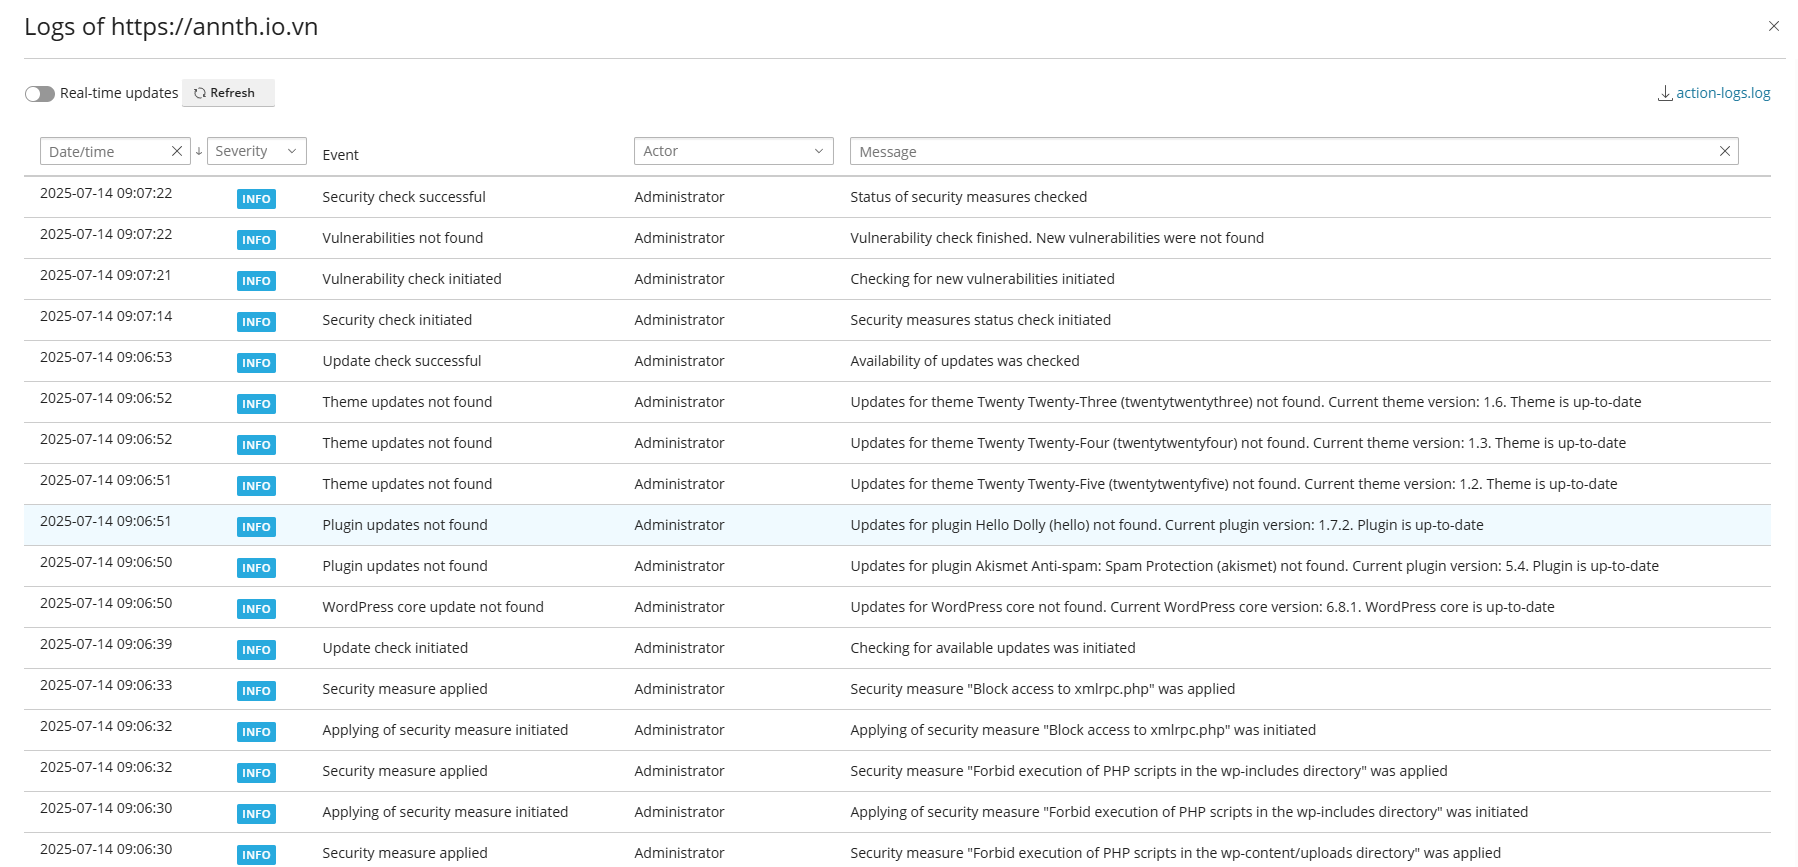 Logs of https://annth.io.vn
Real-time updates Refresh action-logs.log
Date/time Severity Event Actor Message
2025-07-14 09:07:22 INFO Security check successful Administrator Status of security measures checked
2025-07-14 09:07:22 INFO Vulnerabilities not found Administrator Vulnerability check finished. New vulnerabilities were not found
2025-07-14 09:07:21 INFO Vulnerability check initiated Administrator Checking for new vulnerabilities initiated
2025-07-14 09:07:14 INFO Security check initiated Administrator Security measures status check initiated
2025-07-14 09:06:53 INFO Update check successful Administrator Availability of updates was checked
2025-07-14 09:06:52 INFO Theme updates not found Administrator Updates for theme Twenty Twenty-Three (twentytwentythree) not found. Current theme version: 1.6. Theme is up-to-date
2025-07-14 09:06:52 INFO Theme updates not found Administrator Updates for theme Twenty Twenty-Four (twentytwentyfour) not found. Current theme version: 1.3. Theme is up-to-date
2025-07-14 09:06:51 INFO Theme updates not found Administrator Updates for theme Twenty Twenty-Five (twentytwentyfive) not found. Current theme version: 1.2. Theme is up-to-date
2025-07-14 09:06:51 INFO Plugin updates not found Administrator Updates for plugin Hello Dolly (hello) not found. Current plugin version: 1.7.2. Plugin is up-to-date
2025-07-14 09:06:50 INFO Plugin updates not found Administrator Updates for plugin Akismet Anti-spam: Spam Protection (akismet) not found. Current plugin version: 5.4. Plugin is up-to-date
2025-07-14 09:06:50 INFO WordPress core update not found Administrator Updates for WordPress core not found. Current WordPress core version: 6.8.1. WordPress core is up-to-date
2025-07-14 09:06:39 INFO Update check initiated Administrator Checking for available updates was initiated
2025-07-14 09:06:33 INFO Security measure applied Administrator Security measure "Block access to xmlrpc.php" was applied
2025-07-14 09:06:32 INFO Applying of security measure initiated Administrator Applying of security measure "Block access to xmlrpc.php" was initiated
2025-07-14 09:06:32 INFO Security measure applied Administrator Security measure "Forbid execution of PHP scripts in the wp-includes directory" was applied
2025-07-14 09:06:30 INFO Applying of security measure initiated Administrator Applying of security measure "Forbid execution of PHP scripts in the wp-includes directory" was initiated
2025-07-14 09:06:30 INFO Security measure applied Administrator Security measure "Forbid execution of PHP scripts in the wp-content/uploads directory" was applied